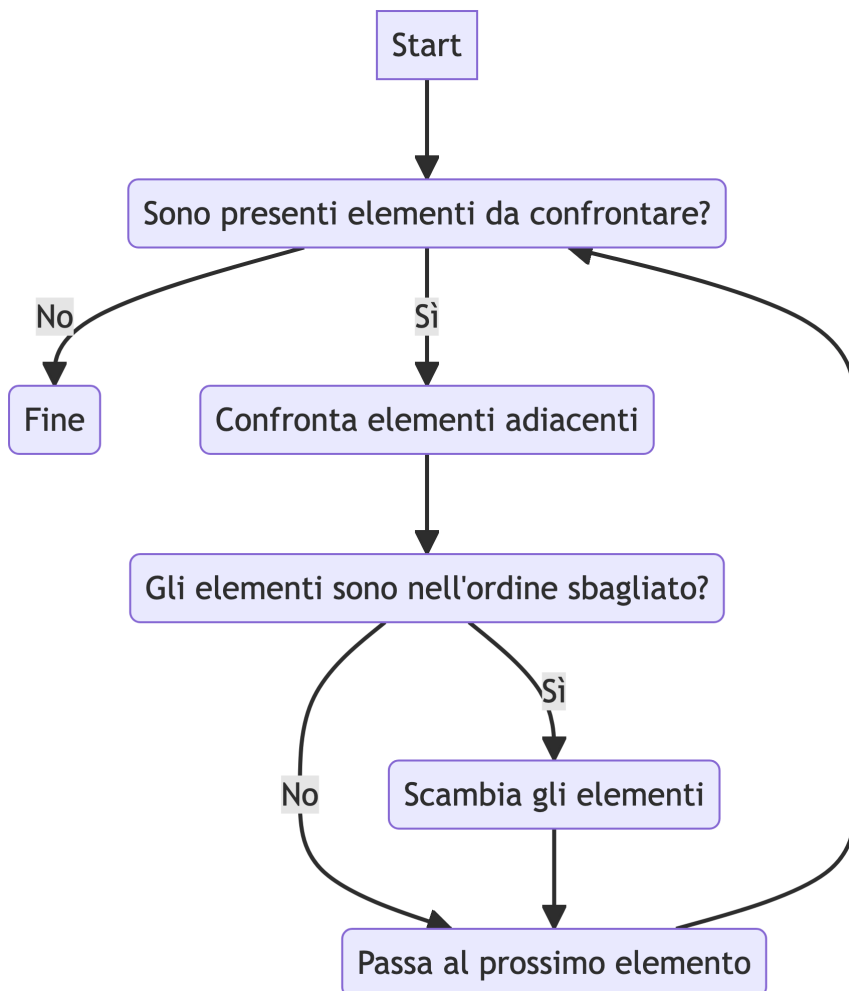 Start
Sono presenti elementi da confrontare?
No
Sì
Fine
Confronta elementi adiacenti
Gli elementi sono nell'ordine sbagliato?
Sì
No
Scambia gli elementi
Passa al prossimo elemento